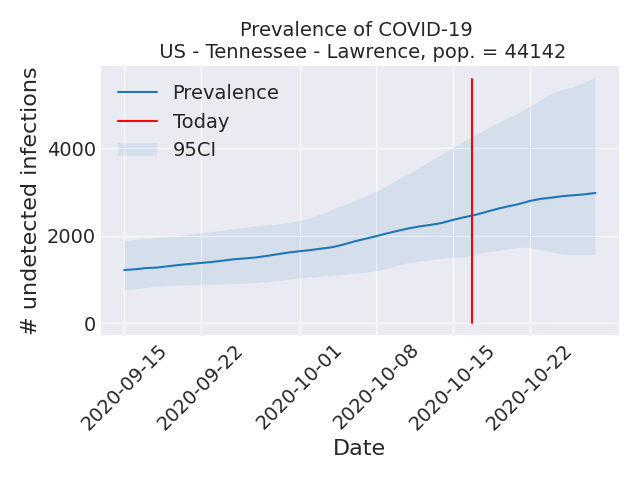 Prevalence of COVID-19
US - Tennessee - Lawrence, pop. = 44142
# undetected infections
4000
2000
0
Prevalence
Today
95CI
2020-09-15
2020-09-22
2020-10-01
2020-10-08
2020-10-15
2020-10-22
Date